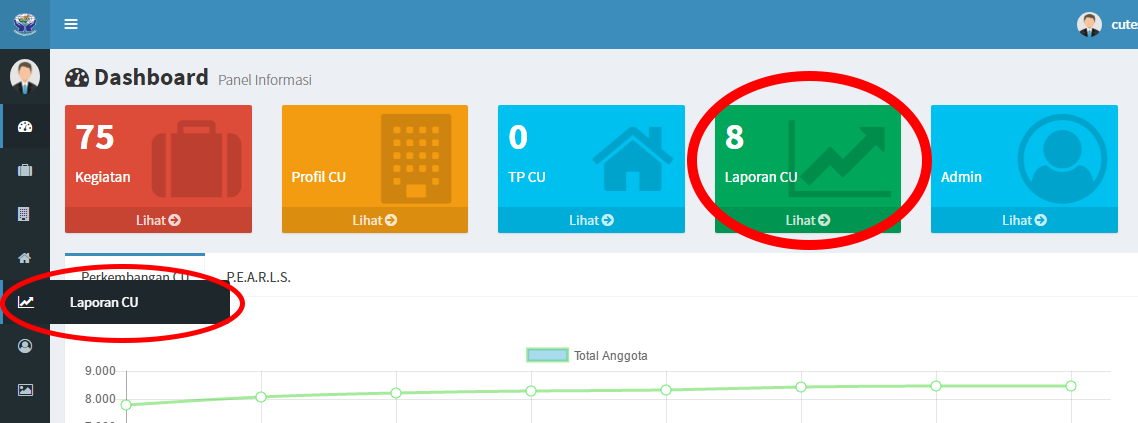 cute
Dashboard Panel Informasi
75
Kegiatan
Lihat
Profil CU
Lihat
0
TP CU
Lihat
8
Laporan CU
Lihat
Admin
Lihat
Perkembangan CU
P.E.A.R.L.S.
Laporan CU
Total Anggota
9.000
8.000